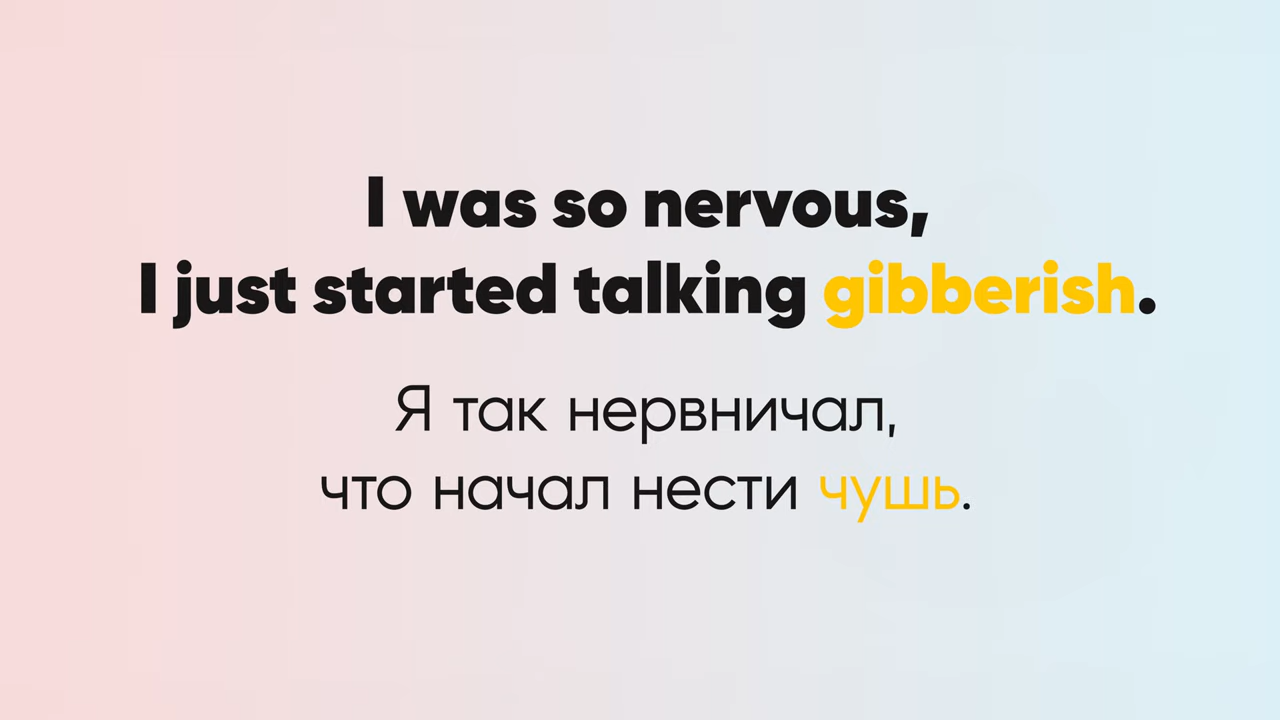 I was so nervous,
I just started talking gibberish.
Я так нервничал,
что начал нести чушь.